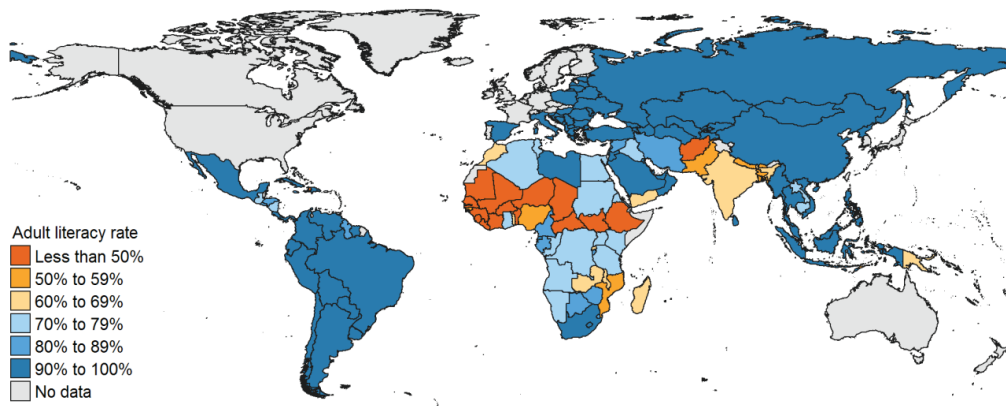 Adult literacy rate
Less than 50%
50% to 59%
60% to 69%
70% to 79%
80% to 89%
90% to 100%
No data